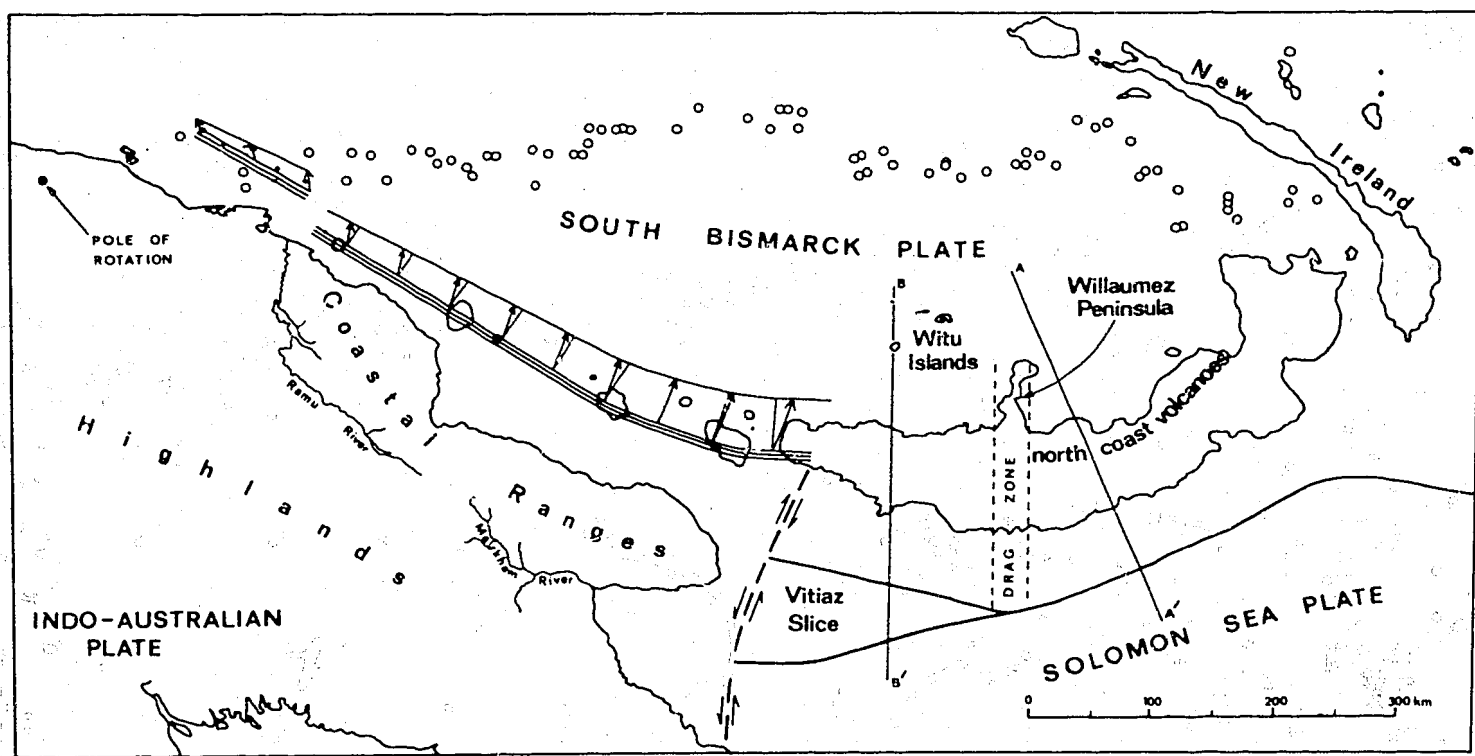 New
Ireland
POLE OF
ROTATION
SOUTH BISMARCK PLATE
B
A
Willaumez
Peninsula
Witu
Islands
Coastal
Ranges
Ramu
River
Highlands
north coast volcanoes
DRAG ZONE
Markham
River
Vitiaz
Slice
INDO-AUSTRALIAN
PLATE
SOLOMON SEA PLATE
A'
B'
0 100 200 300 km